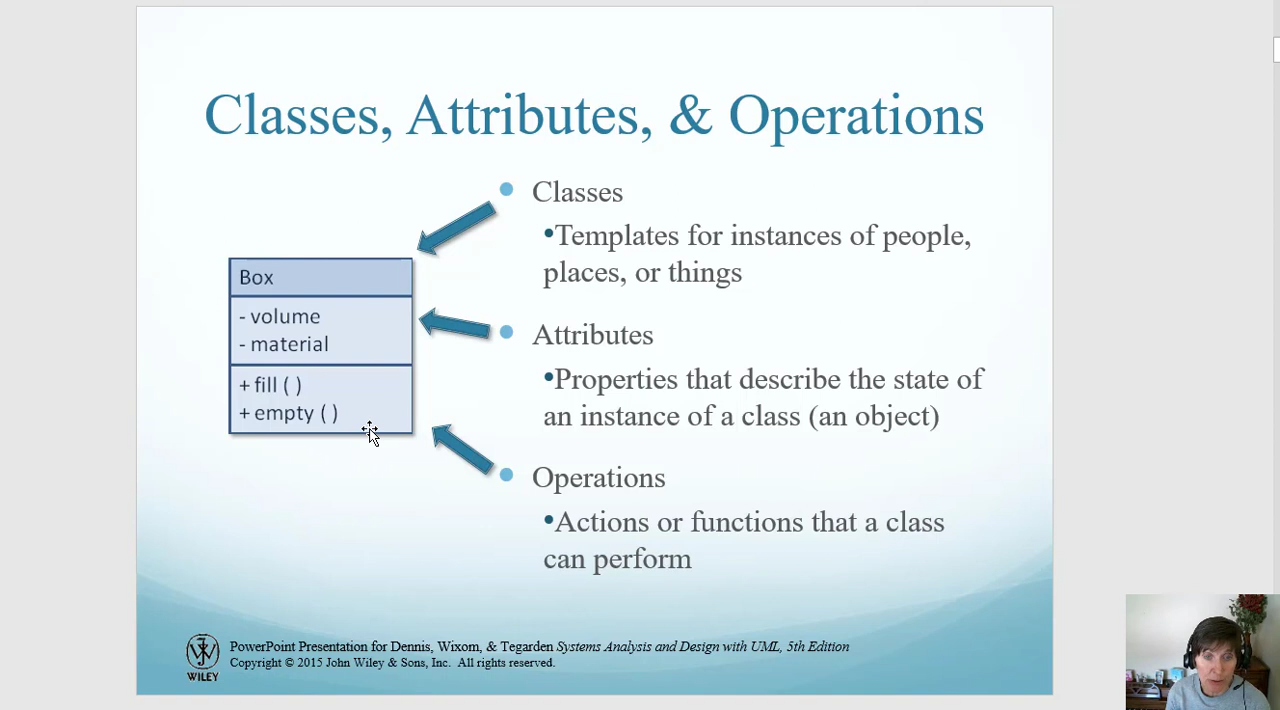 Classes, Attributes, & Operations
Box
- volume
- material
+ fill ( )
+ empty ( )
• Classes
•Templates for instances of people,
places, or things
• Attributes
•Properties that describe the state of
an instance of a class (an object)
• Operations
•Actions or functions that a class
can perform
WILEY
PowerPoint Presentation for Dennis, Wixom, & Tegarden Systems Analysis and Design with UML, 5th Edition
Copyright © 2015 John Wiley & Sons, Inc. All rights reserved.